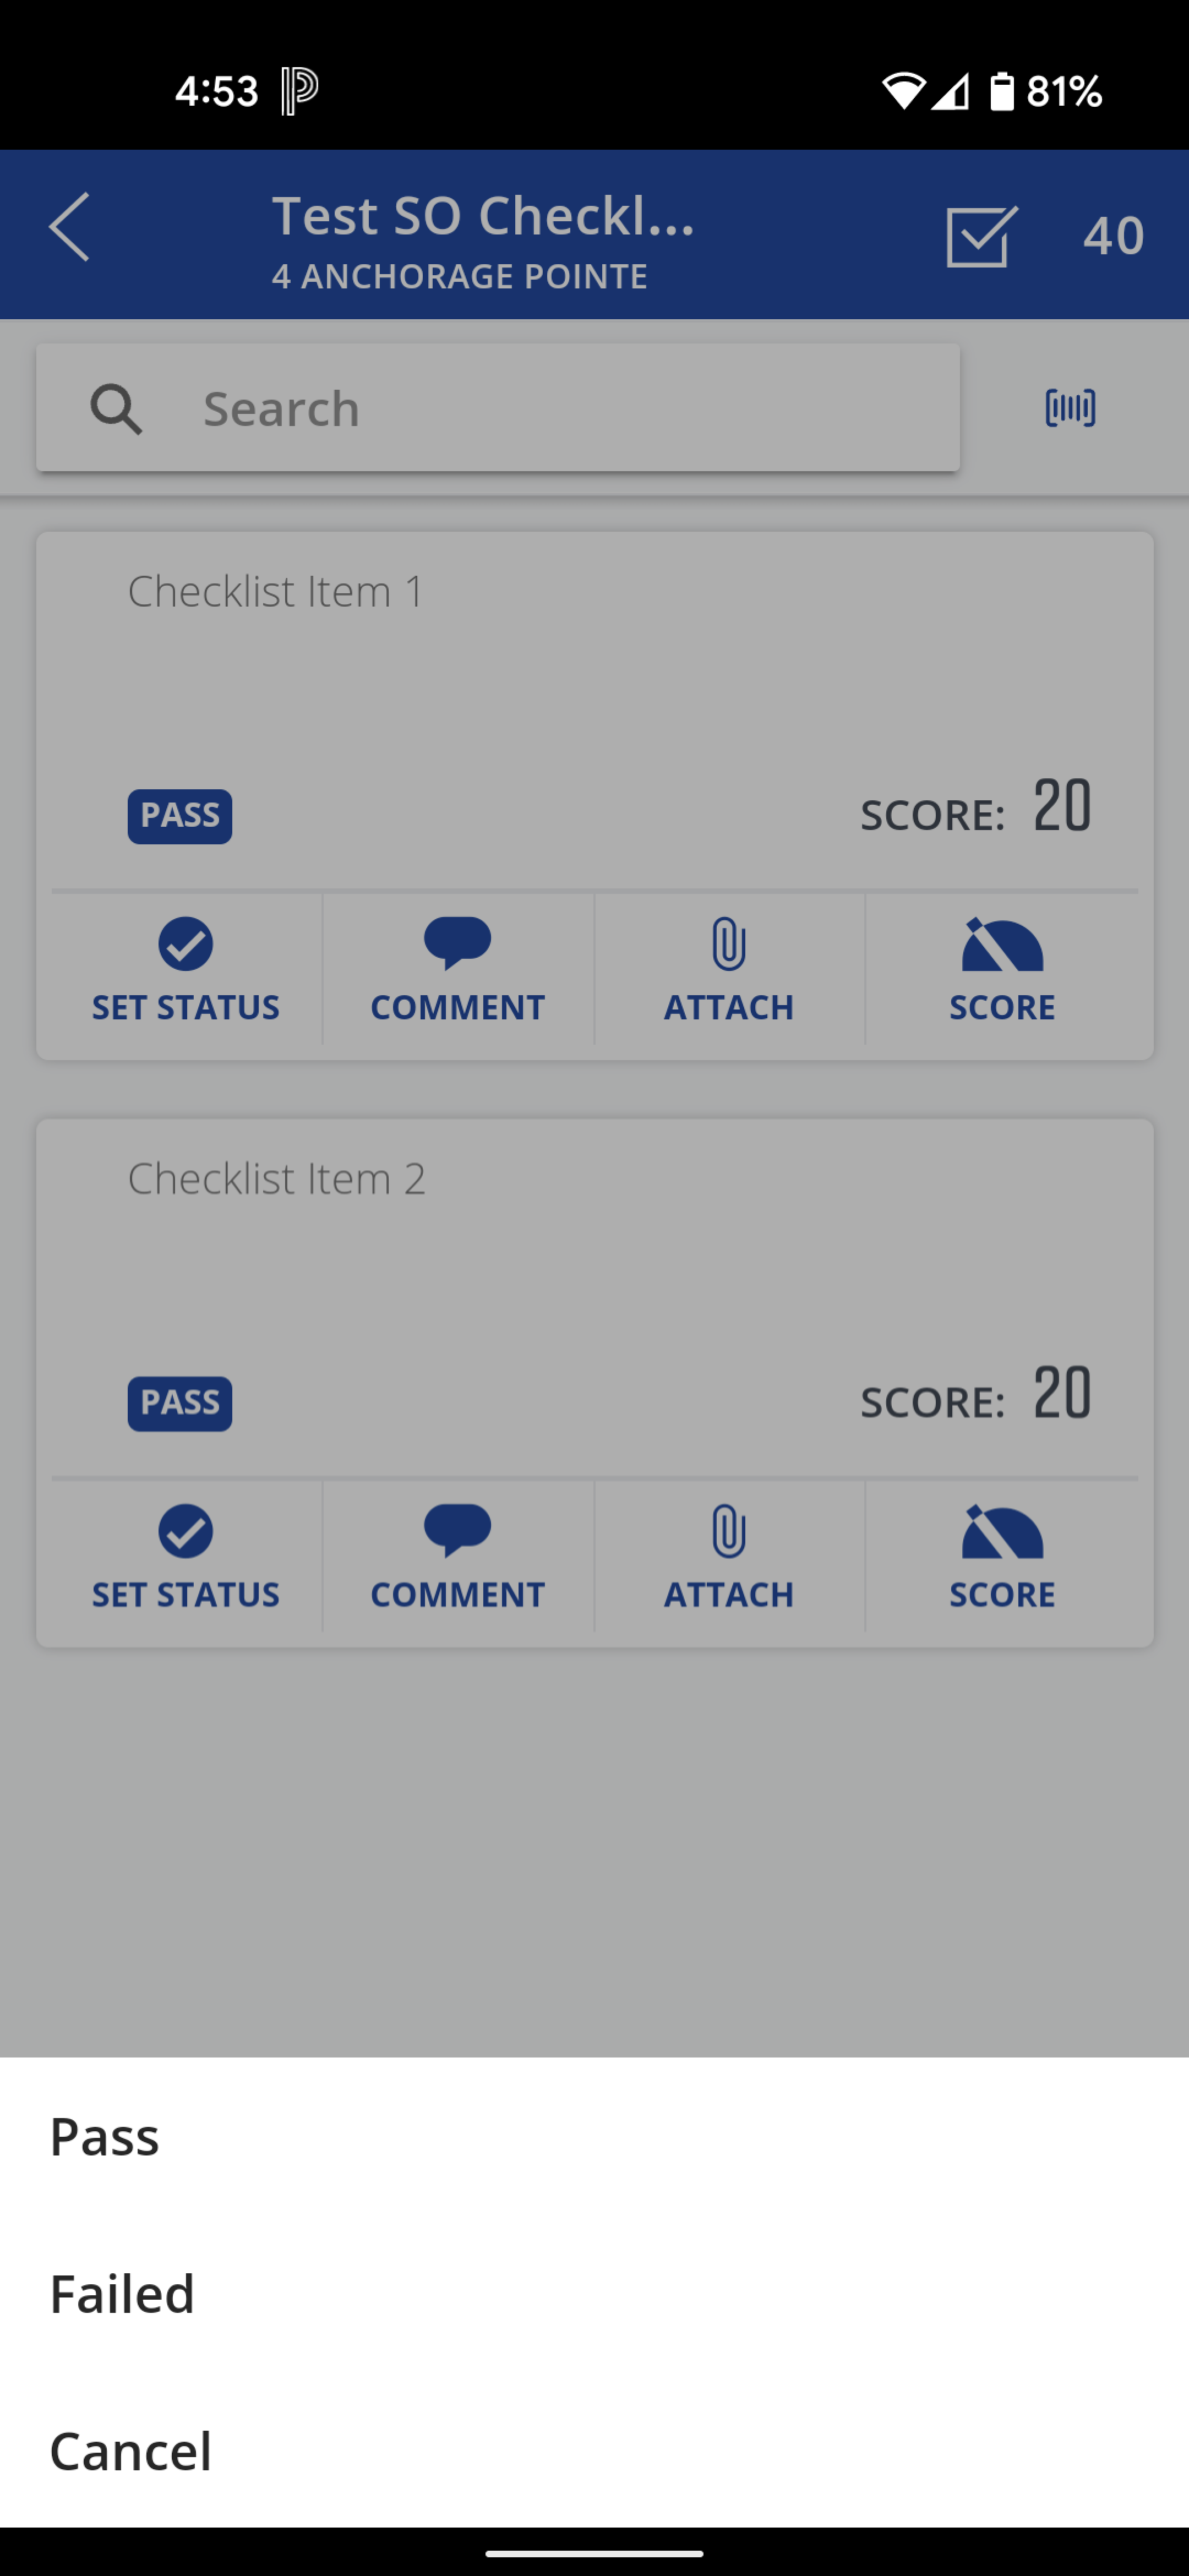 4:53
81%
Test SO Checkl...
4 ANCHORAGE POINTE
40
Search
Checklist Item 1
PASS
SCORE: 20
SET STATUS
COMMENT
ATTACH
SCORE
Checklist Item 2
PASS
SCORE: 20
SET STATUS
COMMENT
ATTACH
SCORE
Pass
Failed
Cancel